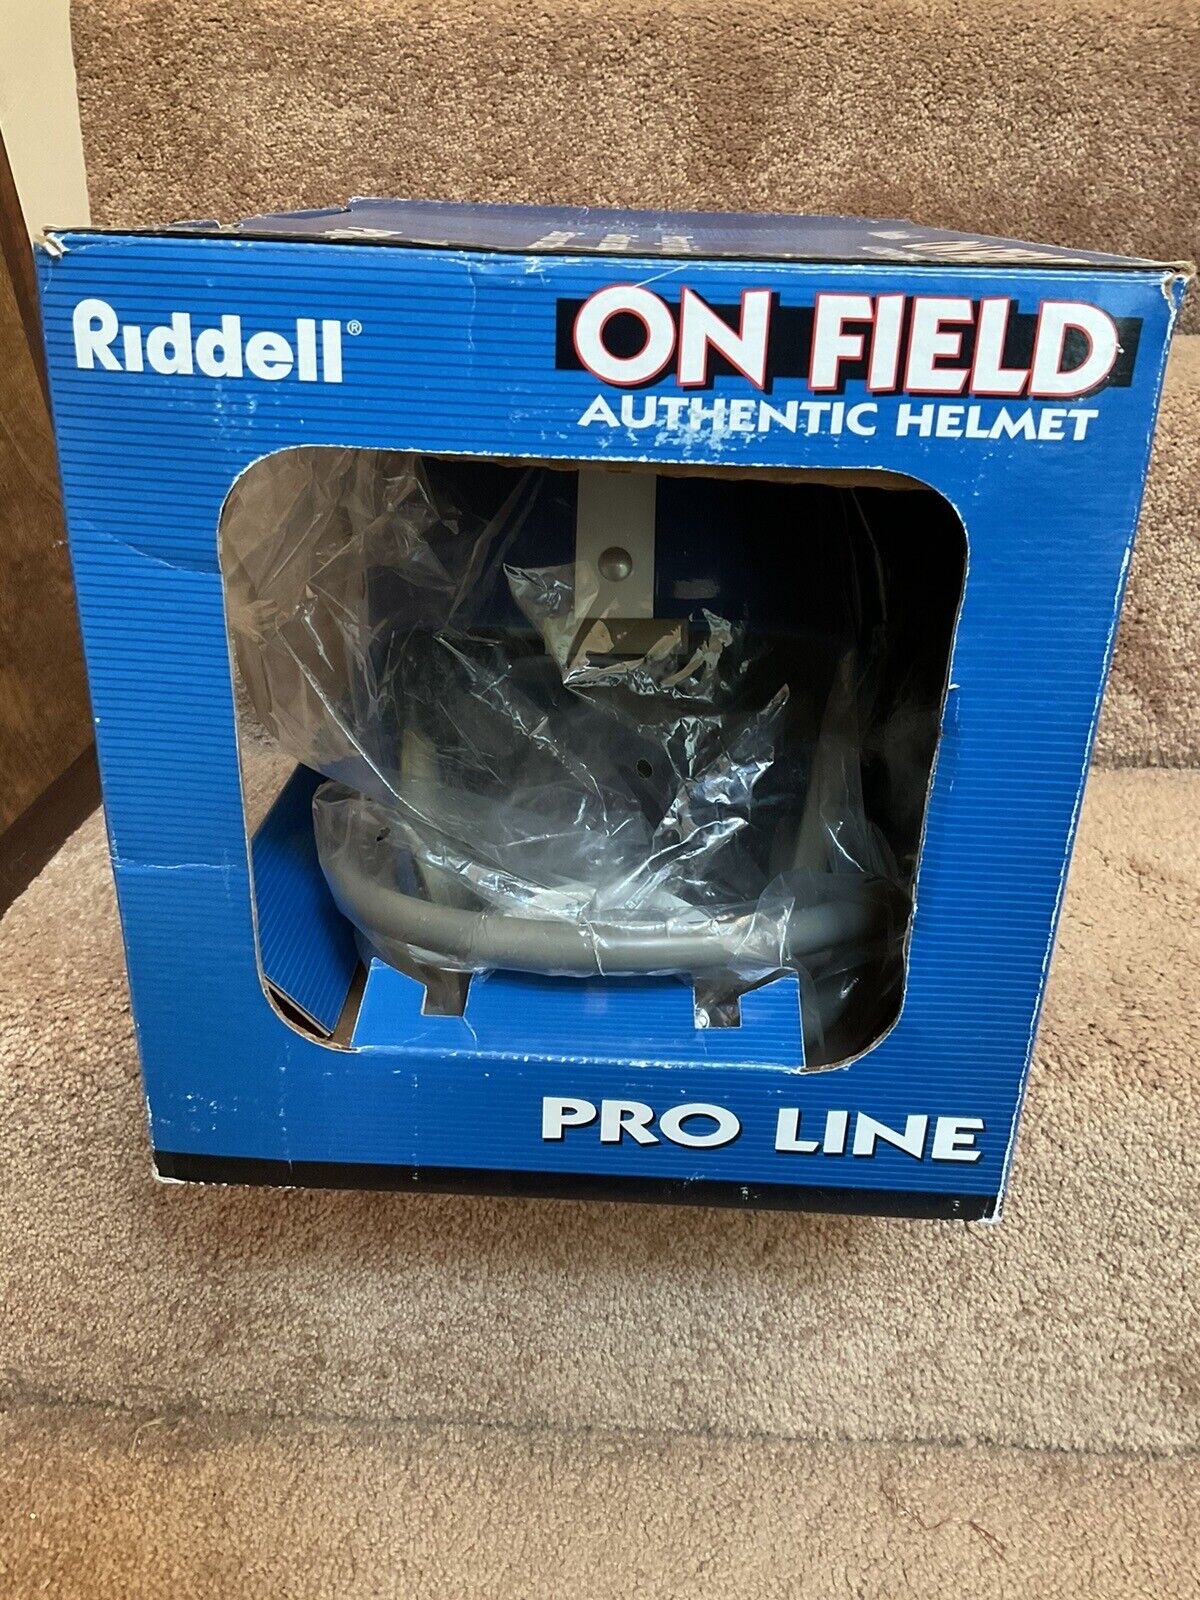 Riddell®
ON FIELD
AUTHENTIC HELMET
PRO LINE